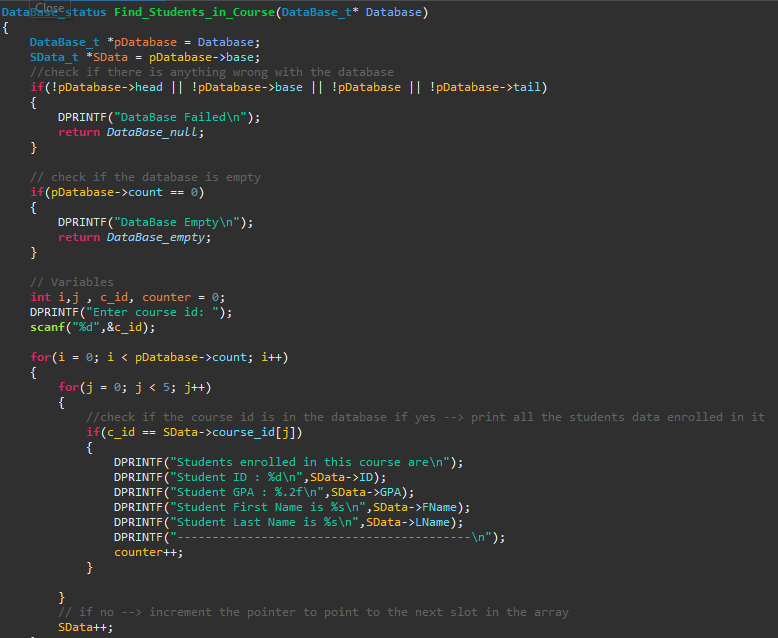 DataBase_status Find_Students_in_Course(DataBase_t* Database)
Close
{
    DataBase_t *pDatabase = Database;
    SData_t *SData = pDatabase->base;
    //check if there is anything wrong with the database
    if(!pDatabase->head || !pDatabase->base || !pDatabase || !pDatabase->tail)
    {
        DPRINTF("DataBase Failed\n");
        return DataBase_null;
    }

    // check if the database is empty
    if(pDatabase->count == 0)
    {
        DPRINTF("DataBase Empty\n");
        return DataBase_empty;
    }

    // Variables
    int i,j , c_id, counter = 0;
    DPRINTF("Enter course id: ");
    scanf("%d",&c_id);

    for(i = 0; i < pDatabase->count; i++)
    {
        for(j = 0; j < 5; j++)
        {
            //check if the course id is in the database if yes --> print all the students data enrolled in it
            if(c_id == SData->course_id[j])
            {
                DPRINTF("Students enrolled in this course are\n");
                DPRINTF("Student ID : %d\n",SData->ID);
                DPRINTF("Student GPA : %.2f\n",SData->GPA);
                DPRINTF("Student First Name is %s\n",SData->FName);
                DPRINTF("Student Last Name is %s\n",SData->LName);
                DPRINTF("------------------------------------------\n");
                counter++;
            }

        }
        // if no --> increment the pointer to point to the next slot in the array
        SData++;